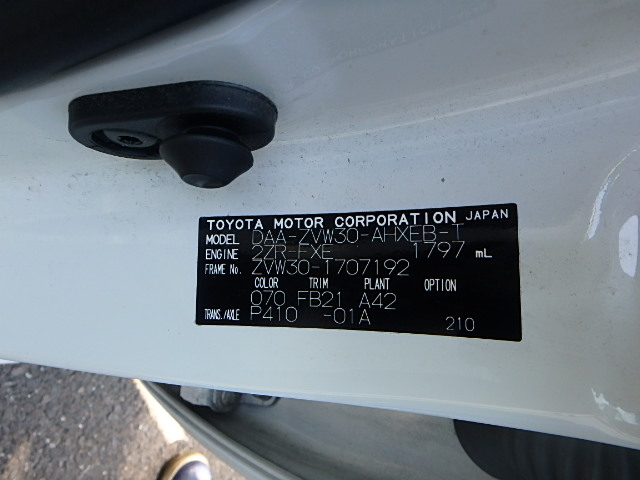 TOYOTA MOTOR CORPORATION JAPAN
MODEL DAA-ZVW30-AHXEB-T
ENGINE 2ZR-FXE 1797 mL
FRAME No. ZVW30-1707192
COLOR TRIM PLANT OPTION
070 FB21 A42
TRANS./AXLE P410 -01A 210